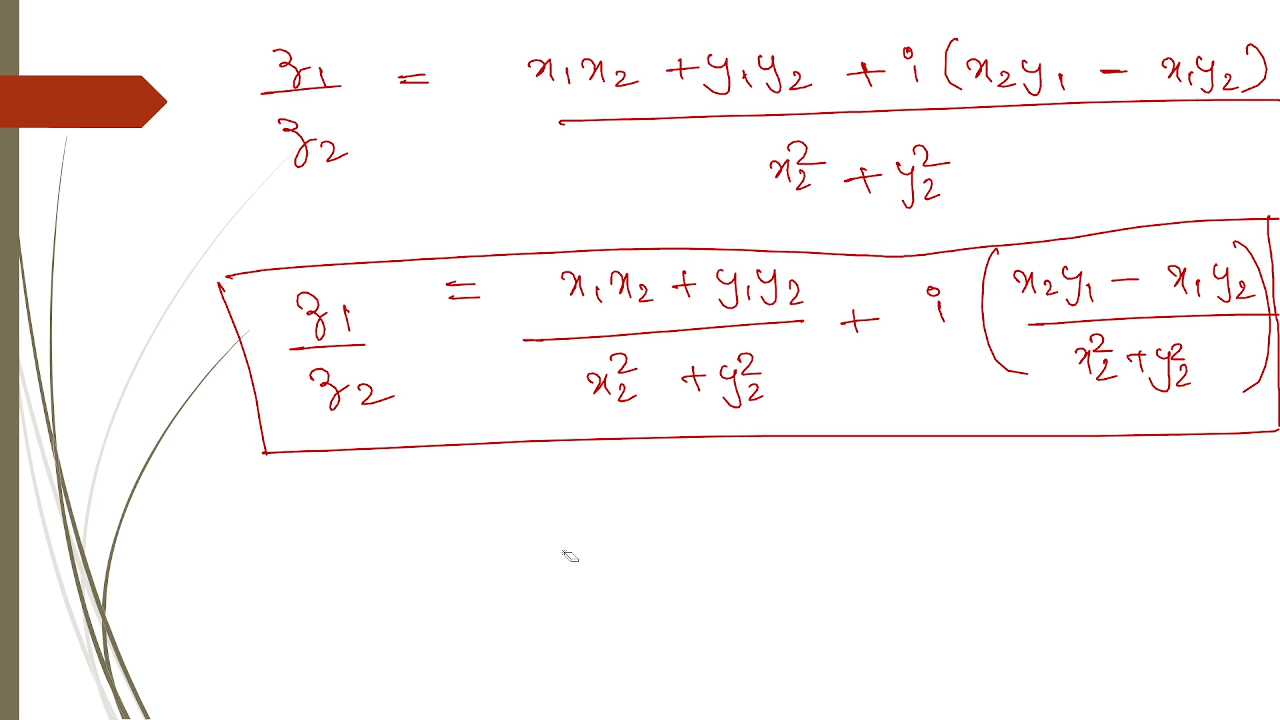 z₁/z₂ = (x₁x₂ + y₁y₂ + i(x₂y₁ − x₁y₂)) / (x₂² + y₂²)
z₁/z₂ = (x₁x₂ + y₁y₂)/(x₂² + y₂²) + i((x₂y₁ − x₁y₂)/(x₂² + y₂²))